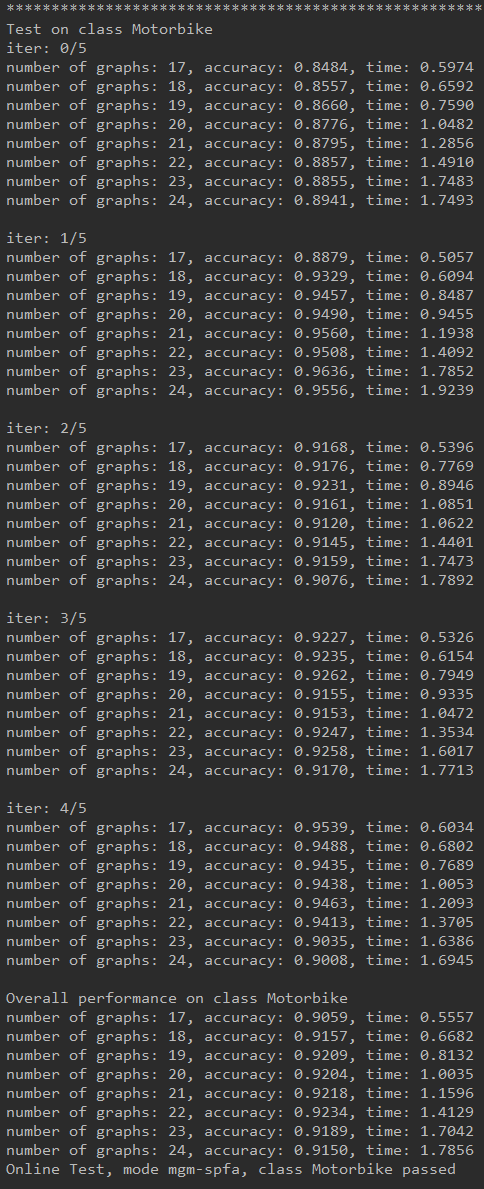 *****************************************************
Test on class Motorbike
iter: 0/5
number of graphs: 17, accuracy: 0.8484, time: 0.5974
number of graphs: 18, accuracy: 0.8557, time: 0.6592
number of graphs: 19, accuracy: 0.8660, time: 0.7590
number of graphs: 20, accuracy: 0.8776, time: 1.0482
number of graphs: 21, accuracy: 0.8795, time: 1.2856
number of graphs: 22, accuracy: 0.8857, time: 1.4910
number of graphs: 23, accuracy: 0.8855, time: 1.7483
number of graphs: 24, accuracy: 0.8941, time: 1.7493
iter: 1/5
number of graphs: 17, accuracy: 0.8879, time: 0.5057
number of graphs: 18, accuracy: 0.9329, time: 0.6094
number of graphs: 19, accuracy: 0.9457, time: 0.8487
number of graphs: 20, accuracy: 0.9490, time: 0.9455
number of graphs: 21, accuracy: 0.9560, time: 1.1938
number of graphs: 22, accuracy: 0.9508, time: 1.4092
number of graphs: 23, accuracy: 0.9636, time: 1.7852
number of graphs: 24, accuracy: 0.9556, time: 1.9239
iter: 2/5
number of graphs: 17, accuracy: 0.9168, time: 0.5396
number of graphs: 18, accuracy: 0.9176, time: 0.7769
number of graphs: 19, accuracy: 0.9231, time: 0.8946
number of graphs: 20, accuracy: 0.9161, time: 1.0851
number of graphs: 21, accuracy: 0.9120, time: 1.0622
number of graphs: 22, accuracy: 0.9145, time: 1.4401
number of graphs: 23, accuracy: 0.9159, time: 1.7473
number of graphs: 24, accuracy: 0.9076, time: 1.7892
iter: 3/5
number of graphs: 17, accuracy: 0.9227, time: 0.5326
number of graphs: 18, accuracy: 0.9235, time: 0.6154
number of graphs: 19, accuracy: 0.9262, time: 0.7949
number of graphs: 20, accuracy: 0.9155, time: 0.9335
number of graphs: 21, accuracy: 0.9153, time: 1.0472
number of graphs: 22, accuracy: 0.9247, time: 1.3534
number of graphs: 23, accuracy: 0.9258, time: 1.6017
number of graphs: 24, accuracy: 0.9170, time: 1.7713
iter: 4/5
number of graphs: 17, accuracy: 0.9539, time: 0.6034
number of graphs: 18, accuracy: 0.9488, time: 0.6802
number of graphs: 19, accuracy: 0.9435, time: 0.7689
number of graphs: 20, accuracy: 0.9438, time: 1.0053
number of graphs: 21, accuracy: 0.9463, time: 1.2093
number of graphs: 22, accuracy: 0.9413, time: 1.3705
number of graphs: 23, accuracy: 0.9035, time: 1.6386
number of graphs: 24, accuracy: 0.9008, time: 1.6945
Overall performance on class Motorbike
number of graphs: 17, accuracy: 0.9059, time: 0.5557
number of graphs: 18, accuracy: 0.9157, time: 0.6682
number of graphs: 19, accuracy: 0.9209, time: 0.8132
number of graphs: 20, accuracy: 0.9204, time: 1.0035
number of graphs: 21, accuracy: 0.9218, time: 1.1596
number of graphs: 22, accuracy: 0.9234, time: 1.4129
number of graphs: 23, accuracy: 0.9189, time: 1.7042
number of graphs: 24, accuracy: 0.9150, time: 1.7856
Online Test, mode mgm-spfa, class Motorbike passed